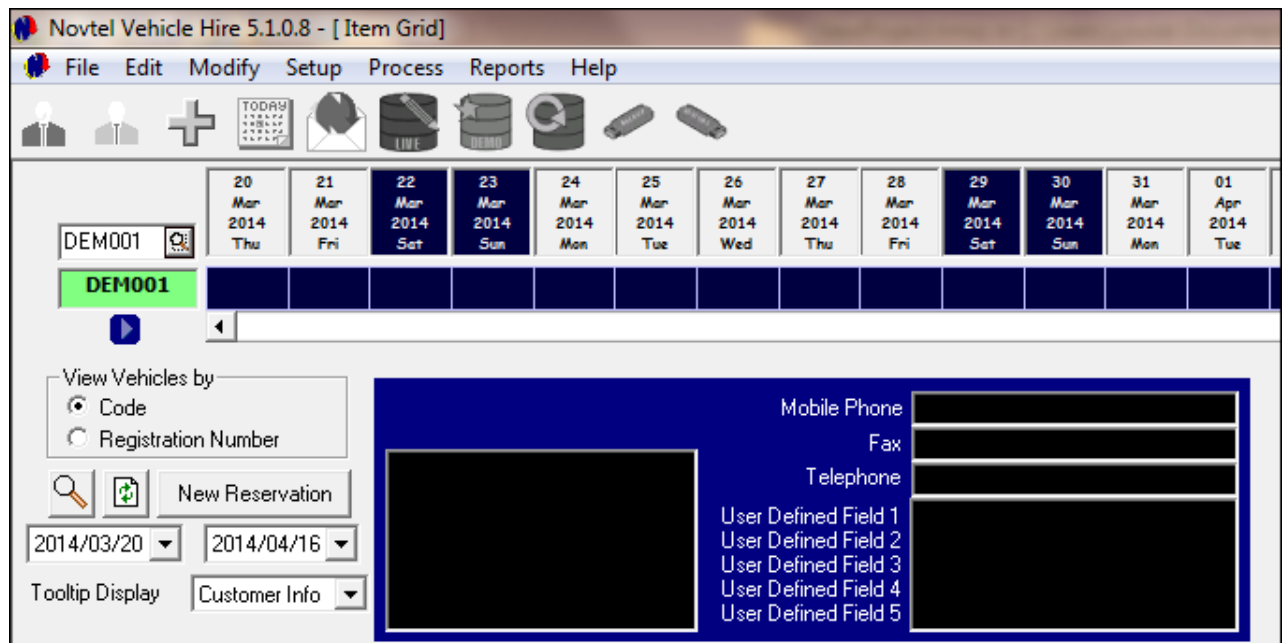 Novtel Vehicle Hire 5.1.0.8 - [ Item Grid]
File Edit Modify Setup Process Reports Help
TODAY
LIVE DEMO
20 21 22 23 24 25 26 27 28 29 30 31 01
Mar Mar Mar Mar Mar Mar Mar Mar Mar Mar Mar Mar Apr
2014 2014 2014 2014 2014 2014 2014 2014 2014 2014 2014 2014 2014
Thu Fri Sat Sun Mon Tue Wed Thu Fri Sat Sun Mon Tue
DEM001
DEM001
View Vehicles by
Code
Registration Number
New Reservation
2014/03/20 2014/04/16
Tooltip Display Customer Info
Mobile Phone
Fax
Telephone
User Defined Field 1
User Defined Field 2
User Defined Field 3
User Defined Field 4
User Defined Field 5